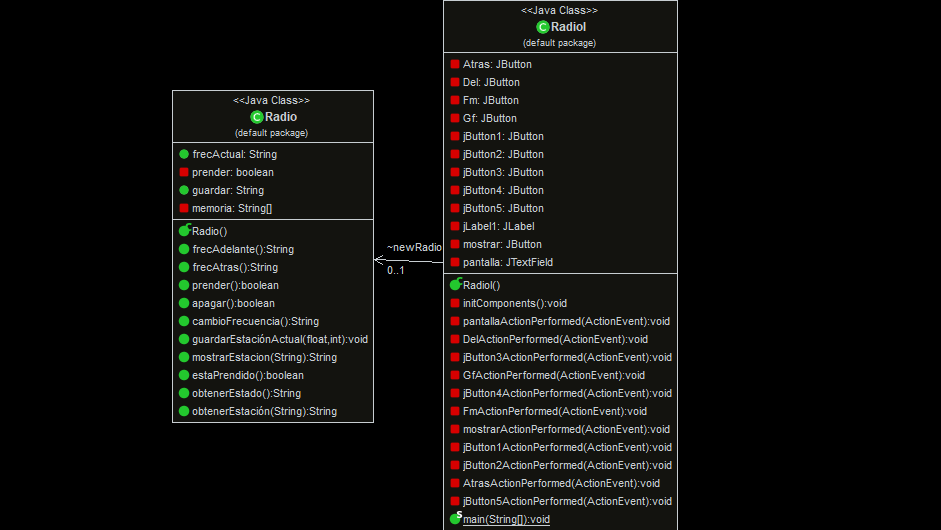 <<Java Class>>
C Radio
(default package)
frecActual: String
prender: boolean
guardar: String
memoria: String[]
Radio()
frecAdelante():String
frecAtras():String
prender():boolean
apagar():boolean
cambioFrecuencia():String
guardarEstaciónActual(float,int):void
mostrarEstacion(String):String
estaPrendido():boolean
obtenerEstado():String
obtenerEstación(String):String
~newRadio
0..1
<<Java Class>>
C RadioI
(default package)
Atras: JButton
Del: JButton
Fm: JButton
Gf: JButton
jButton1: JButton
jButton2: JButton
jButton3: JButton
jButton4: JButton
jButton5: JButton
jLabel1: JLabel
mostrar: JButton
pantalla: JTextField
RadioI()
initComponents():void
pantallaActionPerformed(ActionEvent):void
DelActionPerformed(ActionEvent):void
jButton3ActionPerformed(ActionEvent):void
GfActionPerformed(ActionEvent):void
jButton4ActionPerformed(ActionEvent):void
FmActionPerformed(ActionEvent):void
mostrarActionPerformed(ActionEvent):void
jButton1ActionPerformed(ActionEvent):void
jButton2ActionPerformed(ActionEvent):void
AtrasActionPerformed(ActionEvent):void
jButton5ActionPerformed(ActionEvent):void
S main(String[]):void